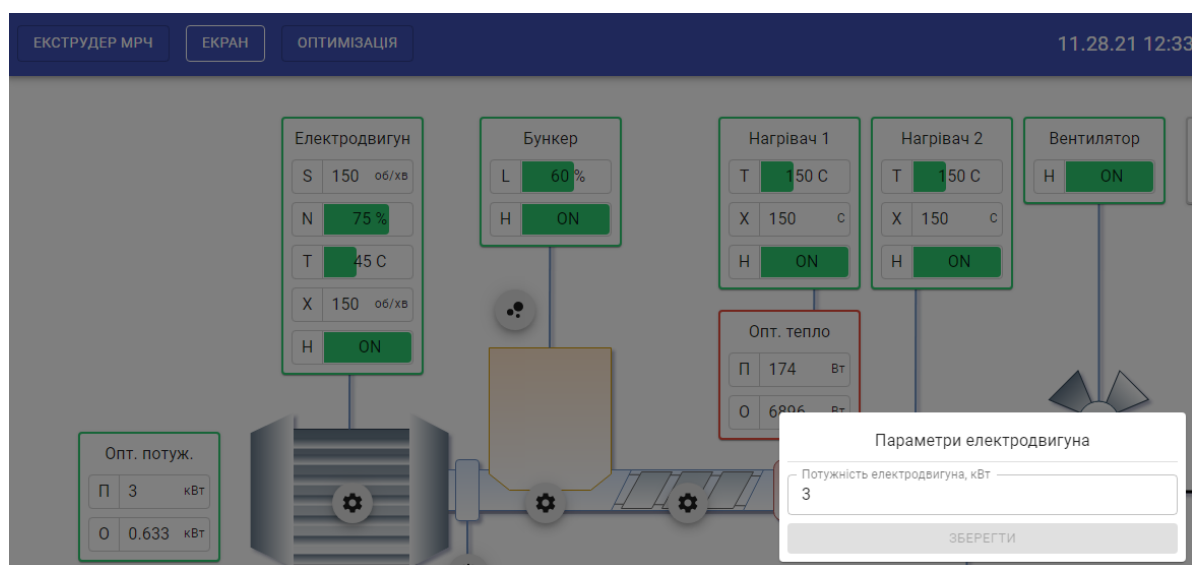 ЕКСТРУДЕР МРЧ
ЕКРАН
ОПТИМІЗАЦІЯ
11.28.21 12:33
Електродвигун
S 150 об/хв
N 75 %
T 45 C
X 150 об/хв
H ON
Бункер
L 60 %
H ON
Нагрівач 1
T 150 C
X 150 C
H ON
Нагрівач 2
T 150 C
X 150 C
H ON
Вентилятор
H ON
Опт. тепло
П 174 Вт
О 6896 Вт
Опт. потуж.
П 3 кВт
О 0.633 кВт
Параметри електродвигуна
Потужність електродвигуна, кВт
3
ЗБЕРЕГТИ